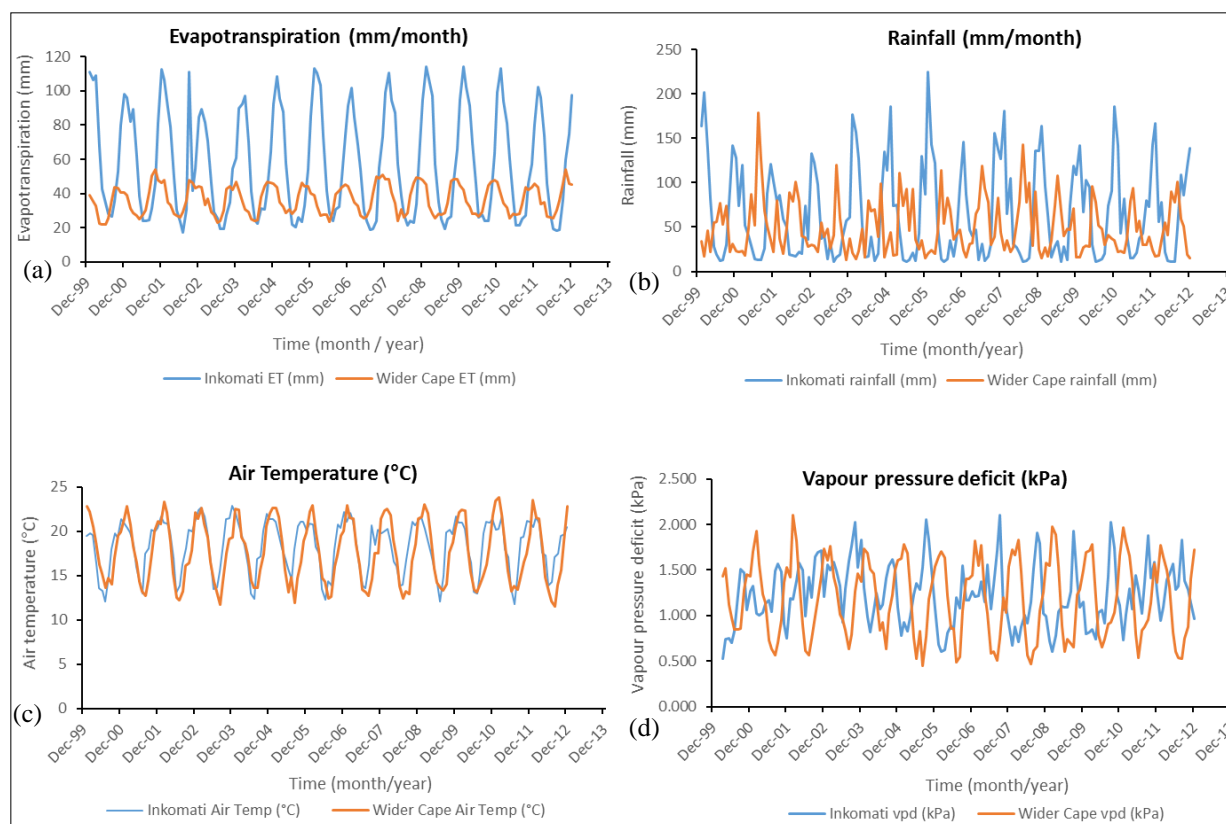 Evapotranspiration (mm/month)
120
100
80
60
40
20
0
Evapotranspiration (mm)
(a)
Dec-99
Dec-00
Dec-01
Dec-02
Dec-03
Dec-04
Dec-05
Dec-06
Dec-07
Dec-08
Dec-09
Dec-10
Dec-11
Dec-12
Dec-13
Time (month / year)
Inkomati ET (mm) Wider Cape ET (mm)
Rainfall (mm/month)
250
200
150
100
50
0
Rainfall (mm)
(b)
Dec-99
Dec-00
Dec-01
Dec-02
Dec-03
Dec-04
Dec-05
Dec-06
Dec-07
Dec-08
Dec-09
Dec-10
Dec-11
Dec-12
Dec-13
Time (month/year)
Inkomati rainfall (mm) Wider Cape rainfall (mm)
Air Temperature (°C)
25
20
15
10
5
0
Air temperature (°C)
(c)
Dec-99
Dec-00
Dec-01
Dec-02
Dec-03
Dec-04
Dec-05
Dec-06
Dec-07
Dec-08
Dec-09
Dec-10
Dec-11
Dec-12
Dec-13
Time (month/year)
Inkomati Air Temp (°C) Wider Cape Air Temp (°C)
Vapour pressure deficit (kPa)
2.500
2.000
1.500
1.000
0.500
0.000
Vapour pressure deficit (kPa)
(d)
Dec-99
Dec-00
Dec-01
Dec-02
Dec-03
Dec-04
Dec-05
Dec-06
Dec-07
Dec-08
Dec-09
Dec-10
Dec-11
Dec-12
Time (month/year)
Inkomati vpd (kPa) Wider Cape vpd (kPa)